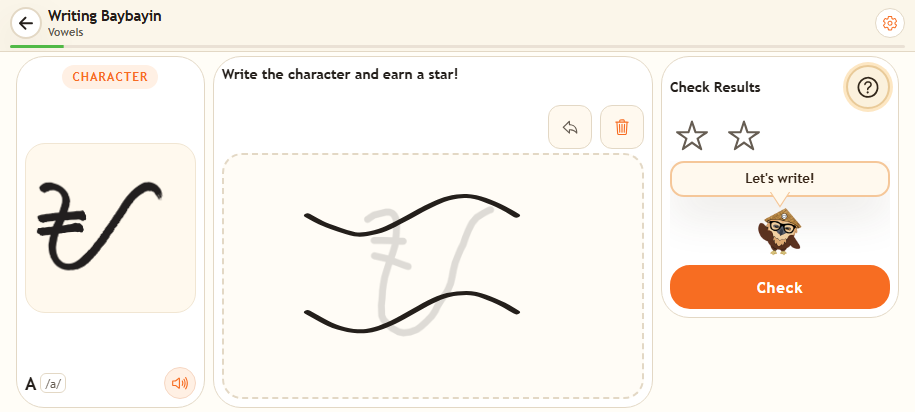 Writing Baybayin
Vowels
CHARACTER
ᜀ
A /a/
Write the character and earn a star!
ᜁ
Check Results
?
Let's write!
Check